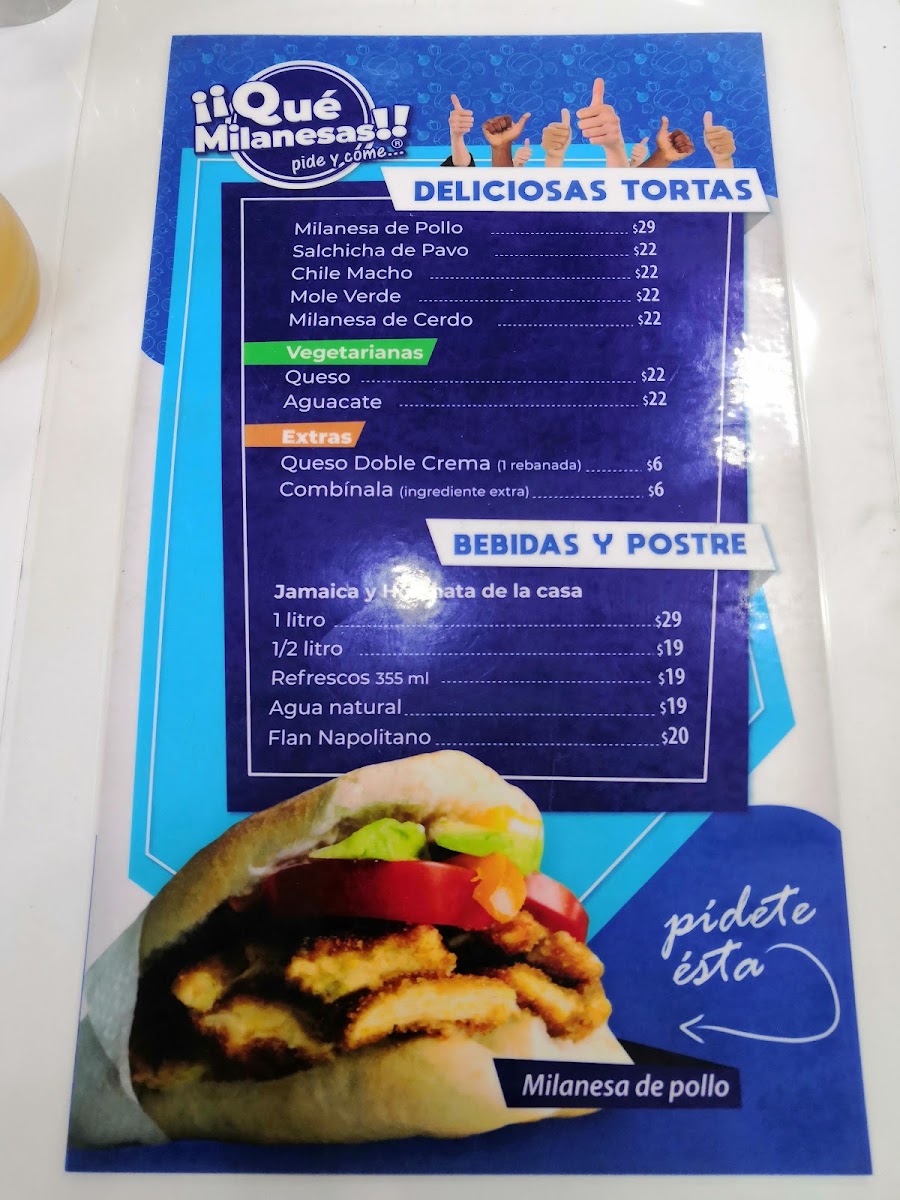 ¡¡Qué
Milanesas!!®
pide y cóme...
DELICIOSAS TORTAS
Milanesa de Pollo $29
Salchicha de Pavo $22
Chile Macho $22
Mole Verde $22
Milanesa de Cerdo $22
Vegetarianas
Queso $22
Aguacate $22
Extras
Queso Doble Crema (1 rebanada) $6
Combínala (ingrediente extra) $6
BEBIDAS Y POSTRE
Jamaica y Horchata de la casa
1 litro $29
1/2 litro $19
Refrescos 355 ml $19
Agua natural $19
Flan Napolitano $20
pídete
ésta
Milanesa de pollo